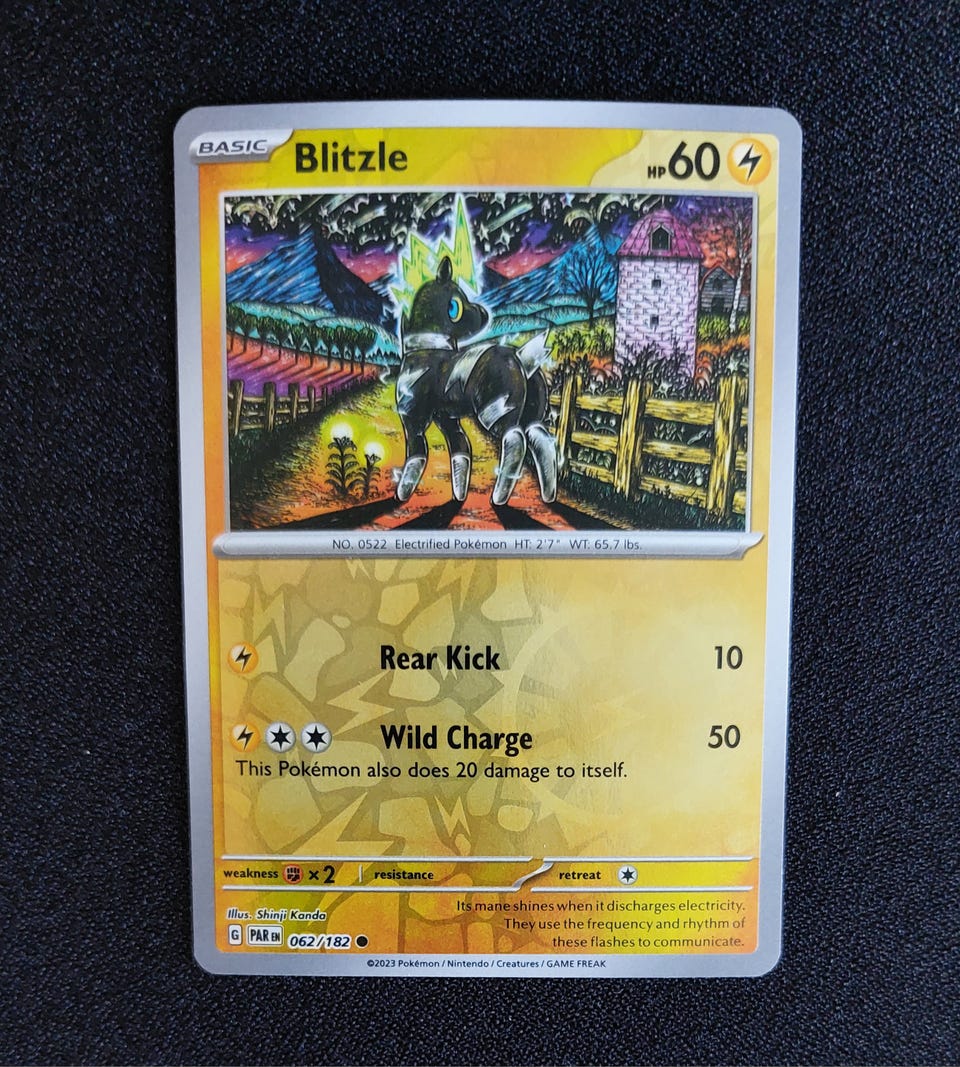 BASIC Blitzle HP 60
NO. 0522 Electrified Pokémon HT: 2'7" WT: 65.7 lbs.
Rear Kick 10
Wild Charge 50
This Pokémon also does 20 damage to itself.
weakness ×2 resistance retreat
Its mane shines when it discharges electricity.
They use the frequency and rhythm of
these flashes to communicate.
Illus. Shinji Kanda
G PAR EN 062/182
©2023 Pokémon / Nintendo / Creatures / GAME FREAK